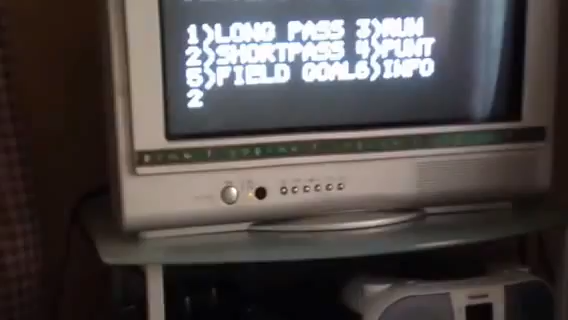 1)LONG PASS 3)RUN
2)SHORTPASS 4)PUNT
5)FIELD GOAL6)INFO
2